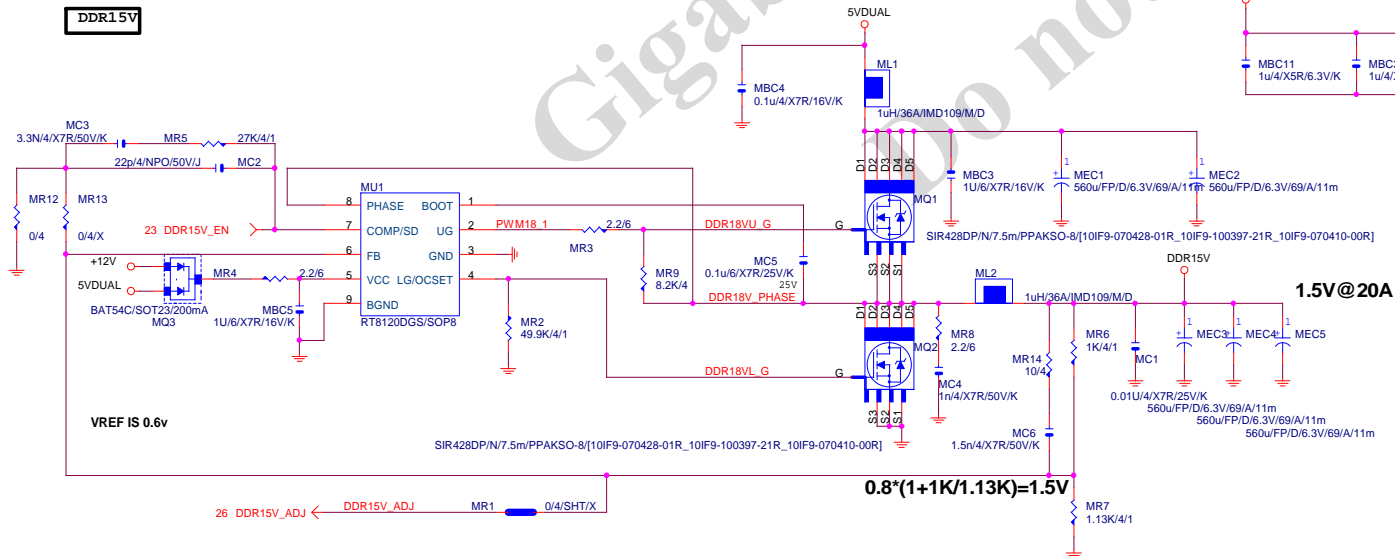 DDR15V
Gigab
Do no
5VDUAL
MBC4
0.1u/4/X7R/16V/K
ML1
1uH/36A/IMD109/M/D
MBC11
1u/4/X5R/6.3V/K
MC3
3.3N/4/X7R/50V/K
MR5
27K/4/1
22p/4/NPO/50V/J
MC2
MR12
0/4
MR13
0/4/X
23 DDR15V_EN
+12V
5VDUAL
BAT54C/SOT23/200mA
MQ3
MR4
2.2/6
MBC5
1U/6/X7R/16V/K
MU1
8 PHASE BOOT 1
7 COMP/SD UG 2
6 FB GND 3
5 VCC LG/OCSET 4
9 BGND
RT8120DGS/SOP8
PWM18_1
MR3
2.2/6
DDR18VU_G
MR9
8.2K/4
MC5
0.1u/6/X7R/25V/K
25V
DDR18V_PHASE
MR2
49.9K/4/1
DDR18VL_G
D1 D2 D3 D4 D5
G
MQ1
S3 S2 S1
MBC3
1U/6/X7R/16V/K
1
+
MEC1
560u/FP/D/6.3V/69/A/11m
1
+
MEC2
560u/FP/D/6.3V/69/A/11m
SIR428DP/N/7.5m/PPAKSO-8/[10IF9-070428-01R_10IF9-100397-21R_10IF9-070410-00R]
ML2
1uH/36A/IMD109/M/D
DDR15V
1.5V@20A
D1 D2 D3 D4 D5
G
MQ2
S3 S2 S1
MR8
2.2/6
MC4
1n/4/X7R/50V/K
MR14
10/4
MR6
1K/4/1
MC1
0.01U/4/X7R/25V/K
1
+
MEC3
1
+
MEC4
1
+
MEC5
560u/FP/D/6.3V/69/A/11m
560u/FP/D/6.3V/69/A/11m
560u/FP/D/6.3V/69/A/11m
MC6
1.5n/4/X7R/50V/K
VREF IS 0.6v
SIR428DP/N/7.5m/PPAKSO-8/[10IF9-070428-01R_10IF9-100397-21R_10IF9-070410-00R]
0.8*(1+1K/1.13K)=1.5V
26 DDR15V_ADJ
DDR15V_ADJ
MR1
0/4/SHT/X
MR7
1.13K/4/1